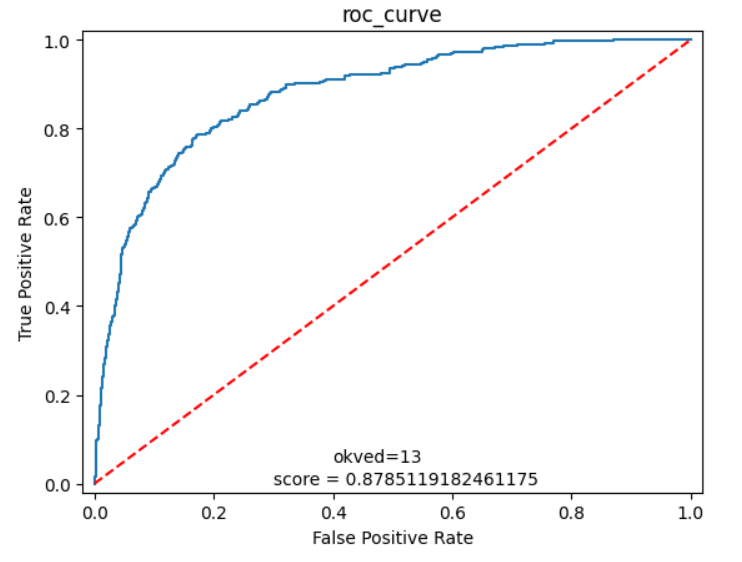 roc_curve
1.0
0.8
0.6
0.4
0.2
0.0
True Positive Rate
okved=13
score = 0.8785119182461175
0.0 0.2 0.4 0.6 0.8 1.0
False Positive Rate